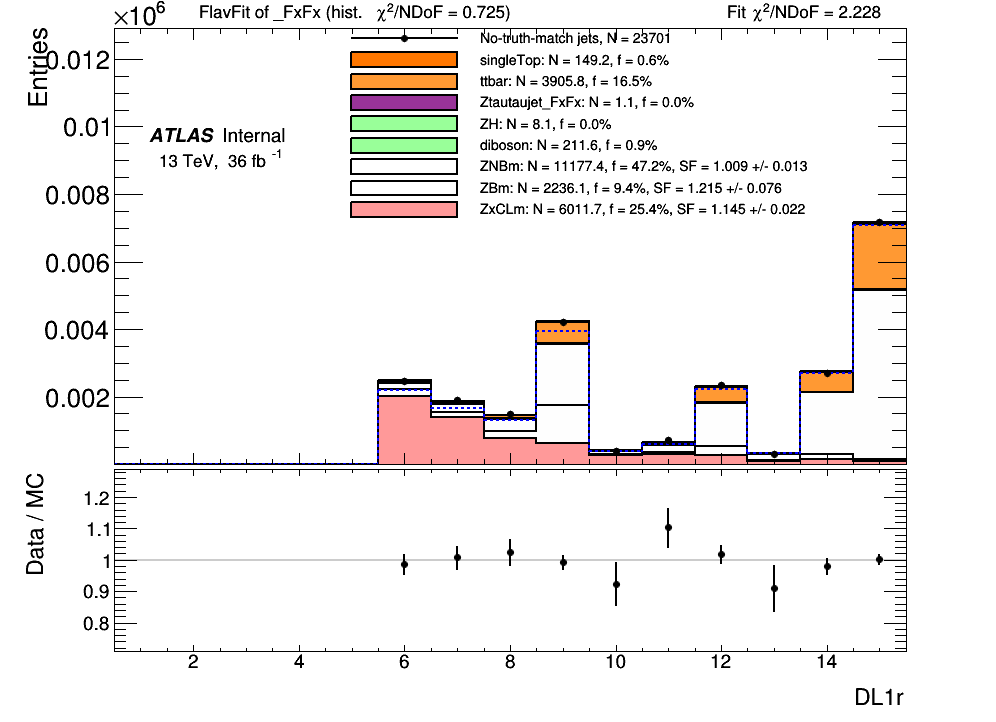 ×10⁶ FlavFit of _FxFx (hist. χ²/NDoF = 0.725) Fit χ²/NDoF = 2.228
Entries
0.012
0.01
0.008
0.006
0.004
0.002
ATLAS Internal
13 TeV, 36 fb⁻¹
No-truth-match jets, N = 23701
singleTop: N = 149.2, f = 0.6%
ttbar: N = 3905.8, f = 16.5%
Ztautaujet_FxFx: N = 1.1, f = 0.0%
ZH: N = 8.1, f = 0.0%
diboson: N = 211.6, f = 0.9%
ZNBm: N = 11177.4, f = 47.2%, SF = 1.009 +/- 0.013
ZBm: N = 2236.1, f = 9.4%, SF = 1.215 +/- 0.076
ZxCLm: N = 6011.7, f = 25.4%, SF = 1.145 +/- 0.022
Data / MC
1.2
1.1
1
0.9
0.8
2 4 6 8 10 12 14
DL1r